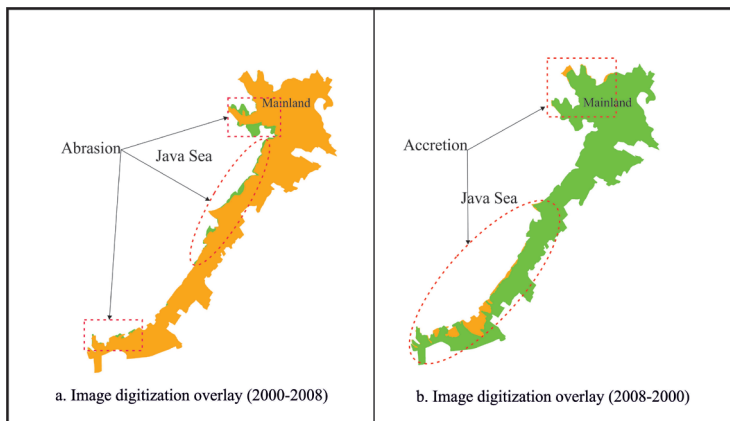 Mainland
Abrasion
Java Sea
a. Image digitization overlay (2000-2008)
Mainland
Accretion
Java Sea
b. Image digitization overlay (2008-2000)